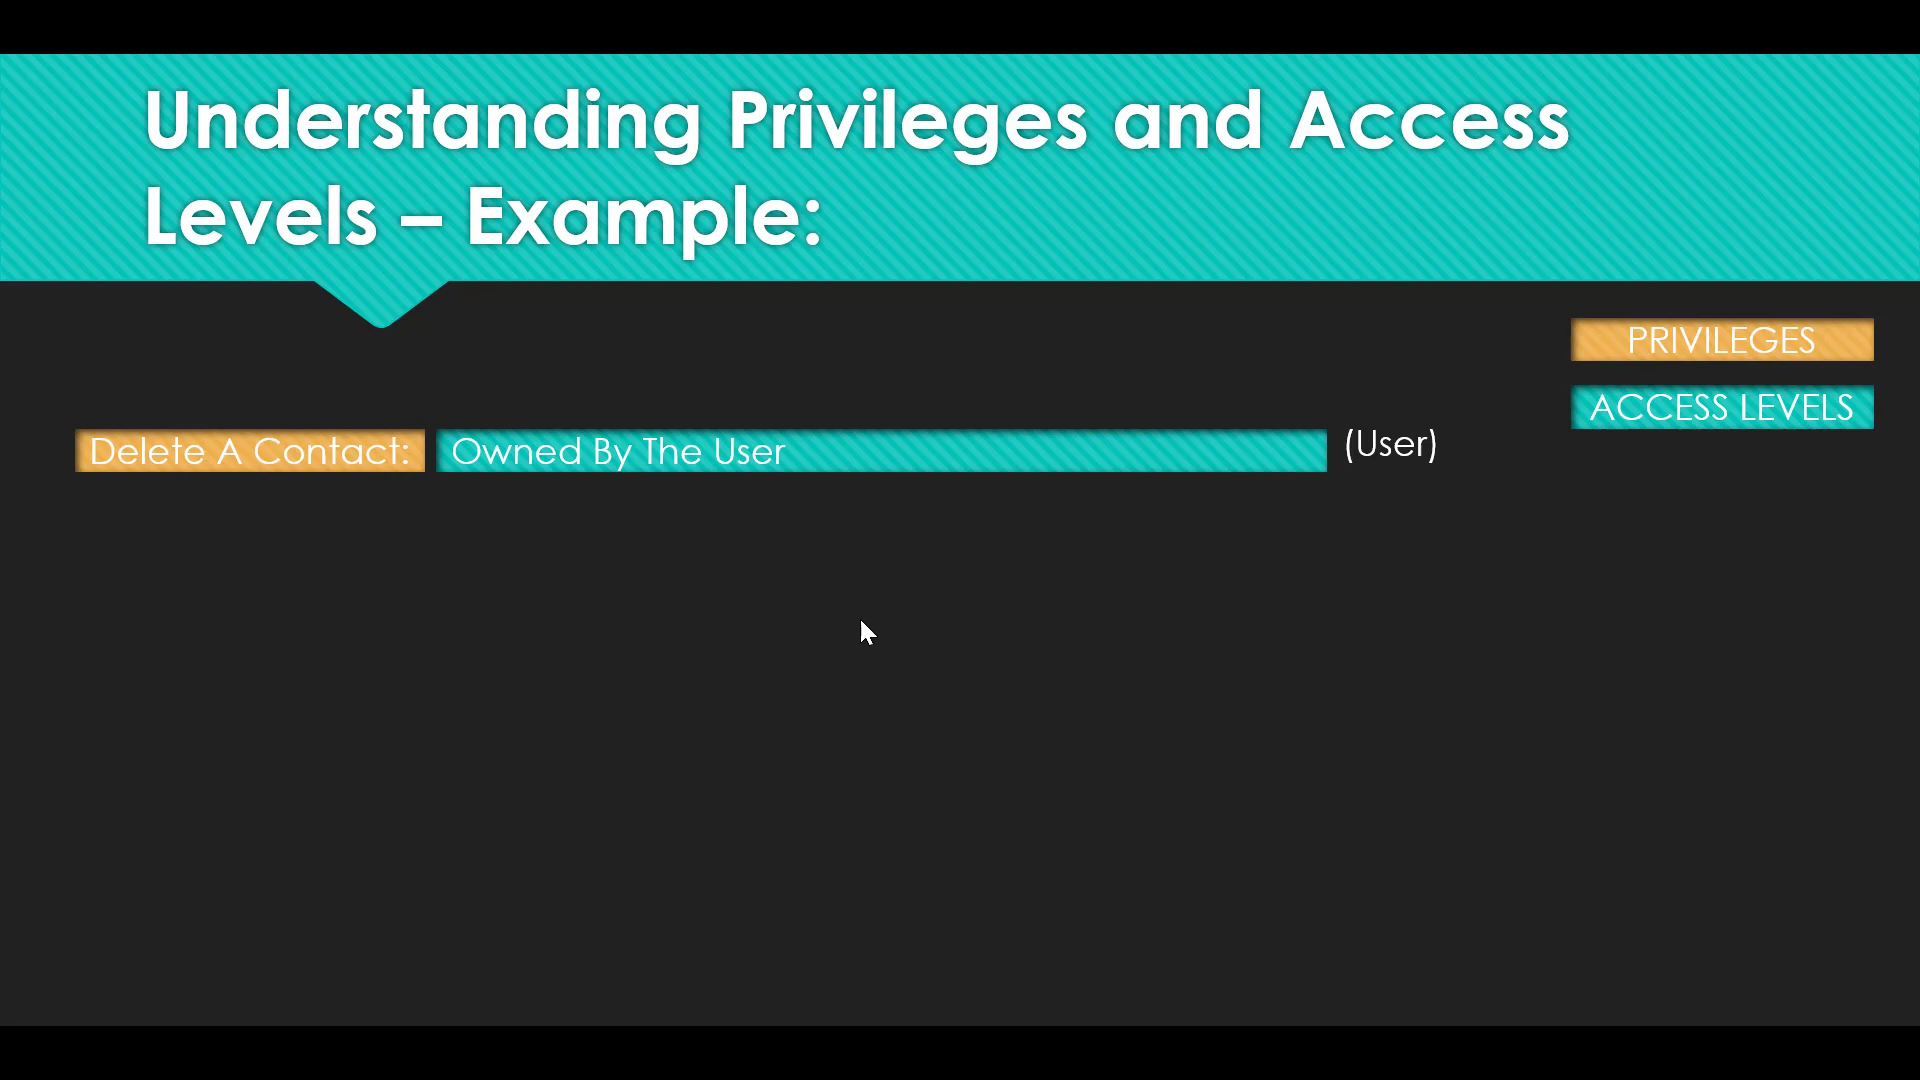 Understanding Privileges and Access
Levels – Example:
PRIVILEGES
ACCESS LEVELS
Delete A Contact: Owned By The User (User)